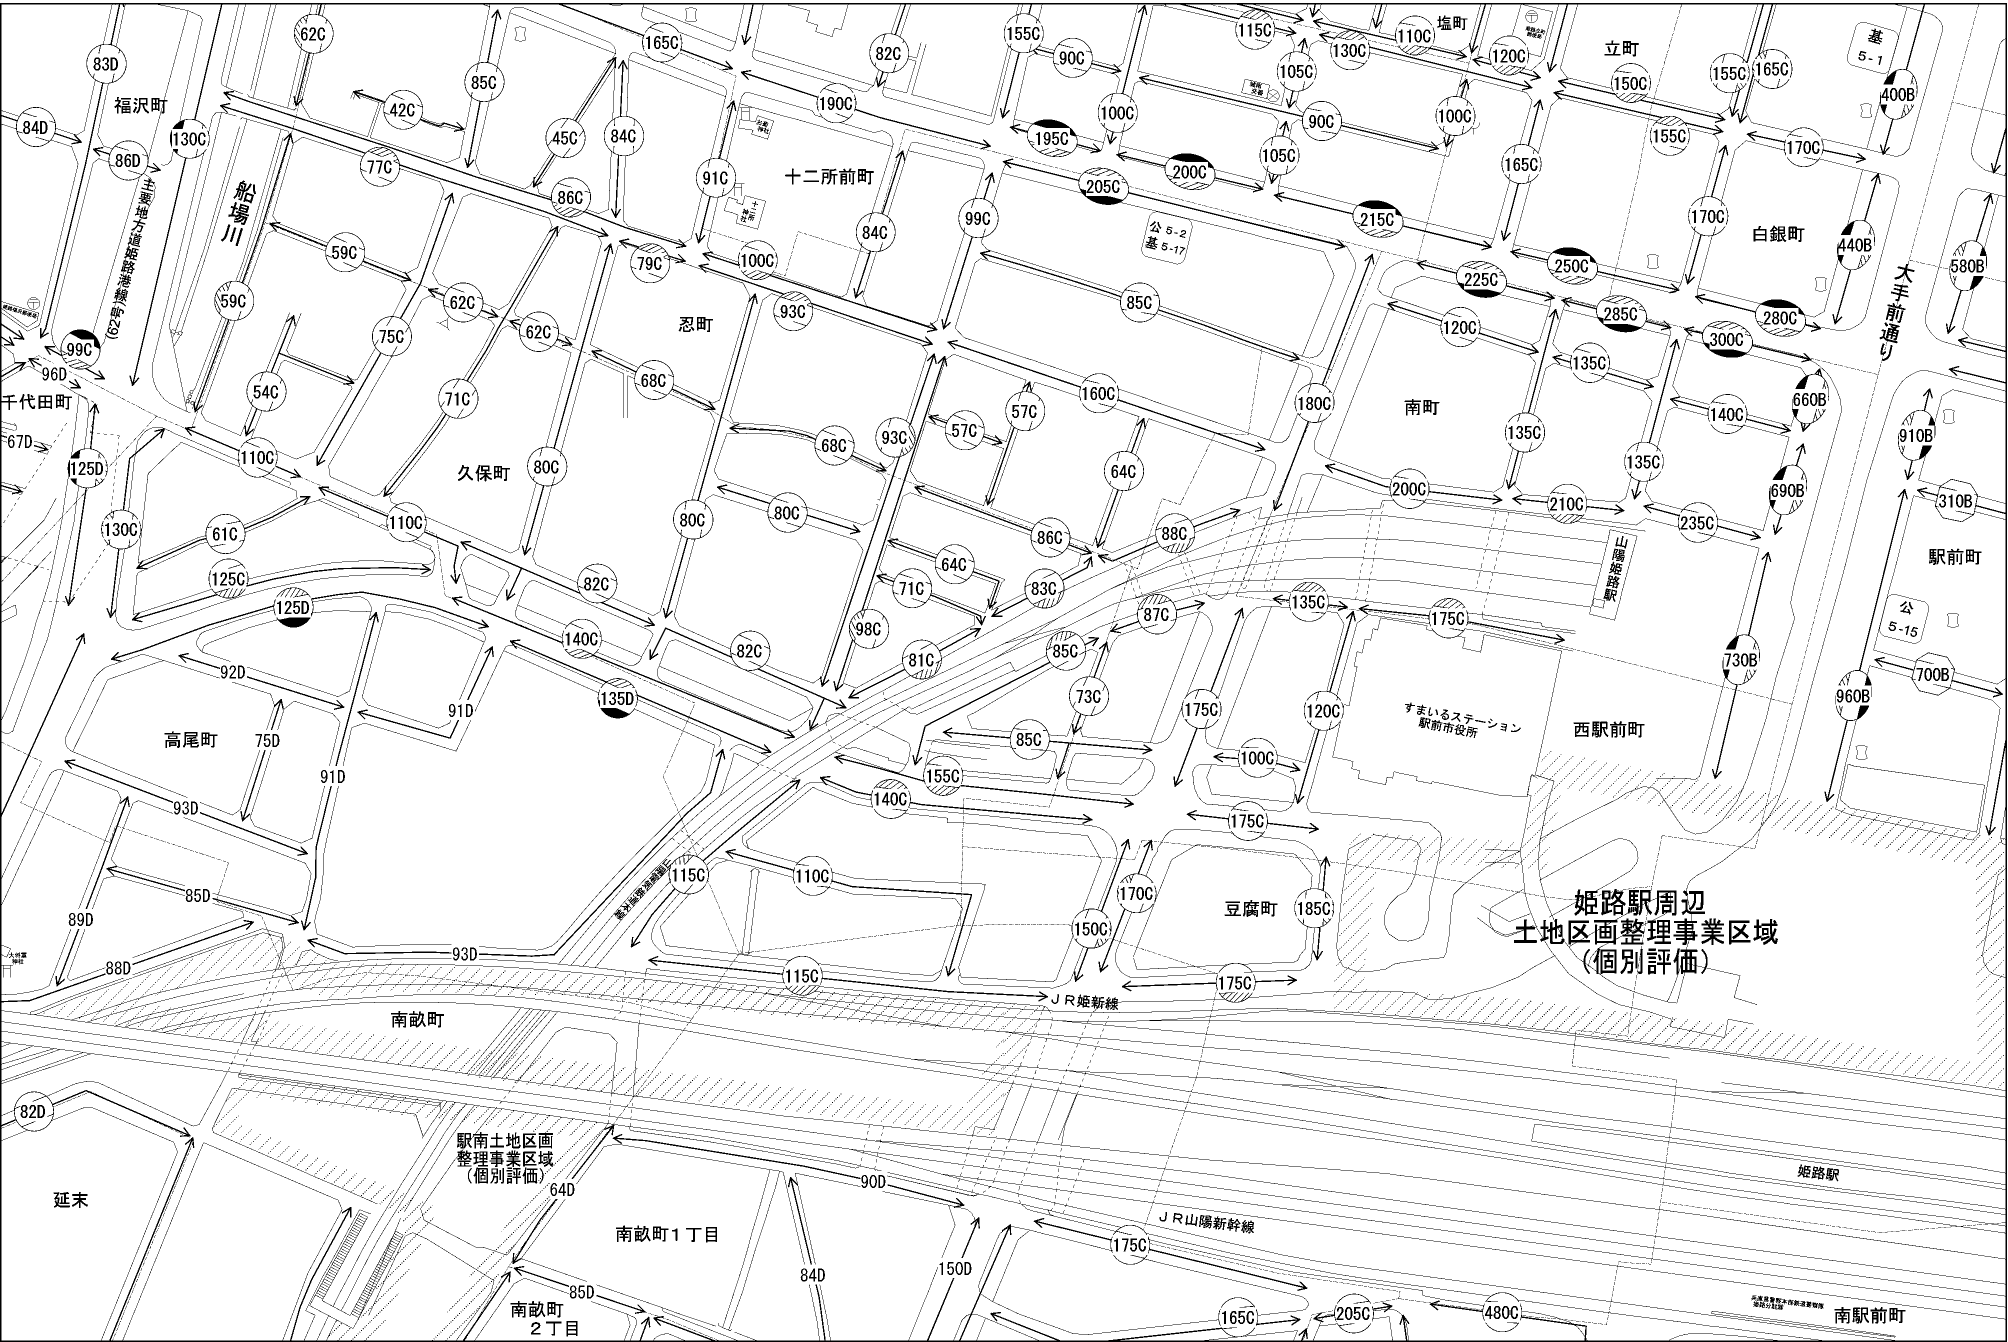 62C
165C
82C
155C
115C
110C
塩町
立町
基
5-1
83D
85C
90C
130C
120C
105C
150C
155C
165C
400B
福沢町
42C
190C
84D
130C
45C
84C
100C
90C
100C
86D
77C
195C
105C
165C
155C
170C
船場川
主要地方道姫路港線
(62号)
86C
91C
十二所
神社
十二所前町
205C
200C
215C
170C
白銀町
440B
59C
79C
100C
84C
99C
公 5-2
基 5-17
250C
580B
大手前通り
59C
62C
62C
忍町
93C
85C
225C
285C
280C
99C
96D
75C
120C
135C
300C
千代田町
54C
71C
68C
160C
180C
南町
140C
660B
67D
125D
110C
久保町
80C
68C
93C
57C
57C
64C
135C
135C
910B
130C
61C
110C
80C
80C
86C
88C
200C
210C
235C
690B
310B
山陽姫路駅
駅前町
125C
125D
82C
64C
71C
83C
98C
87C
135C
175C
公
5-15
92D
140C
82C
81C
85C
730B
700B
高尾町
75D
91D
135D
73C
175C
120C
すまいるステーション
駅前市役所
西駅前町
960B
91D
85C
155C
100C
93D
140C
175C
115C
110C
85D
89D
170C
150C
豆腐町
185C
姫路駅周辺
土地区画整理事業区域
(個別評価)
88D
93D
115C
175C
JR姫新線
南畝町
82D
駅南土地区画
整理事業区域
(個別評価)
姫路駅
延末
64D
90D
南畝町1丁目
JR山陽新幹線
175C
84D
150D
85D
南畝町
2丁目
165C
205C
480C
南駅前町